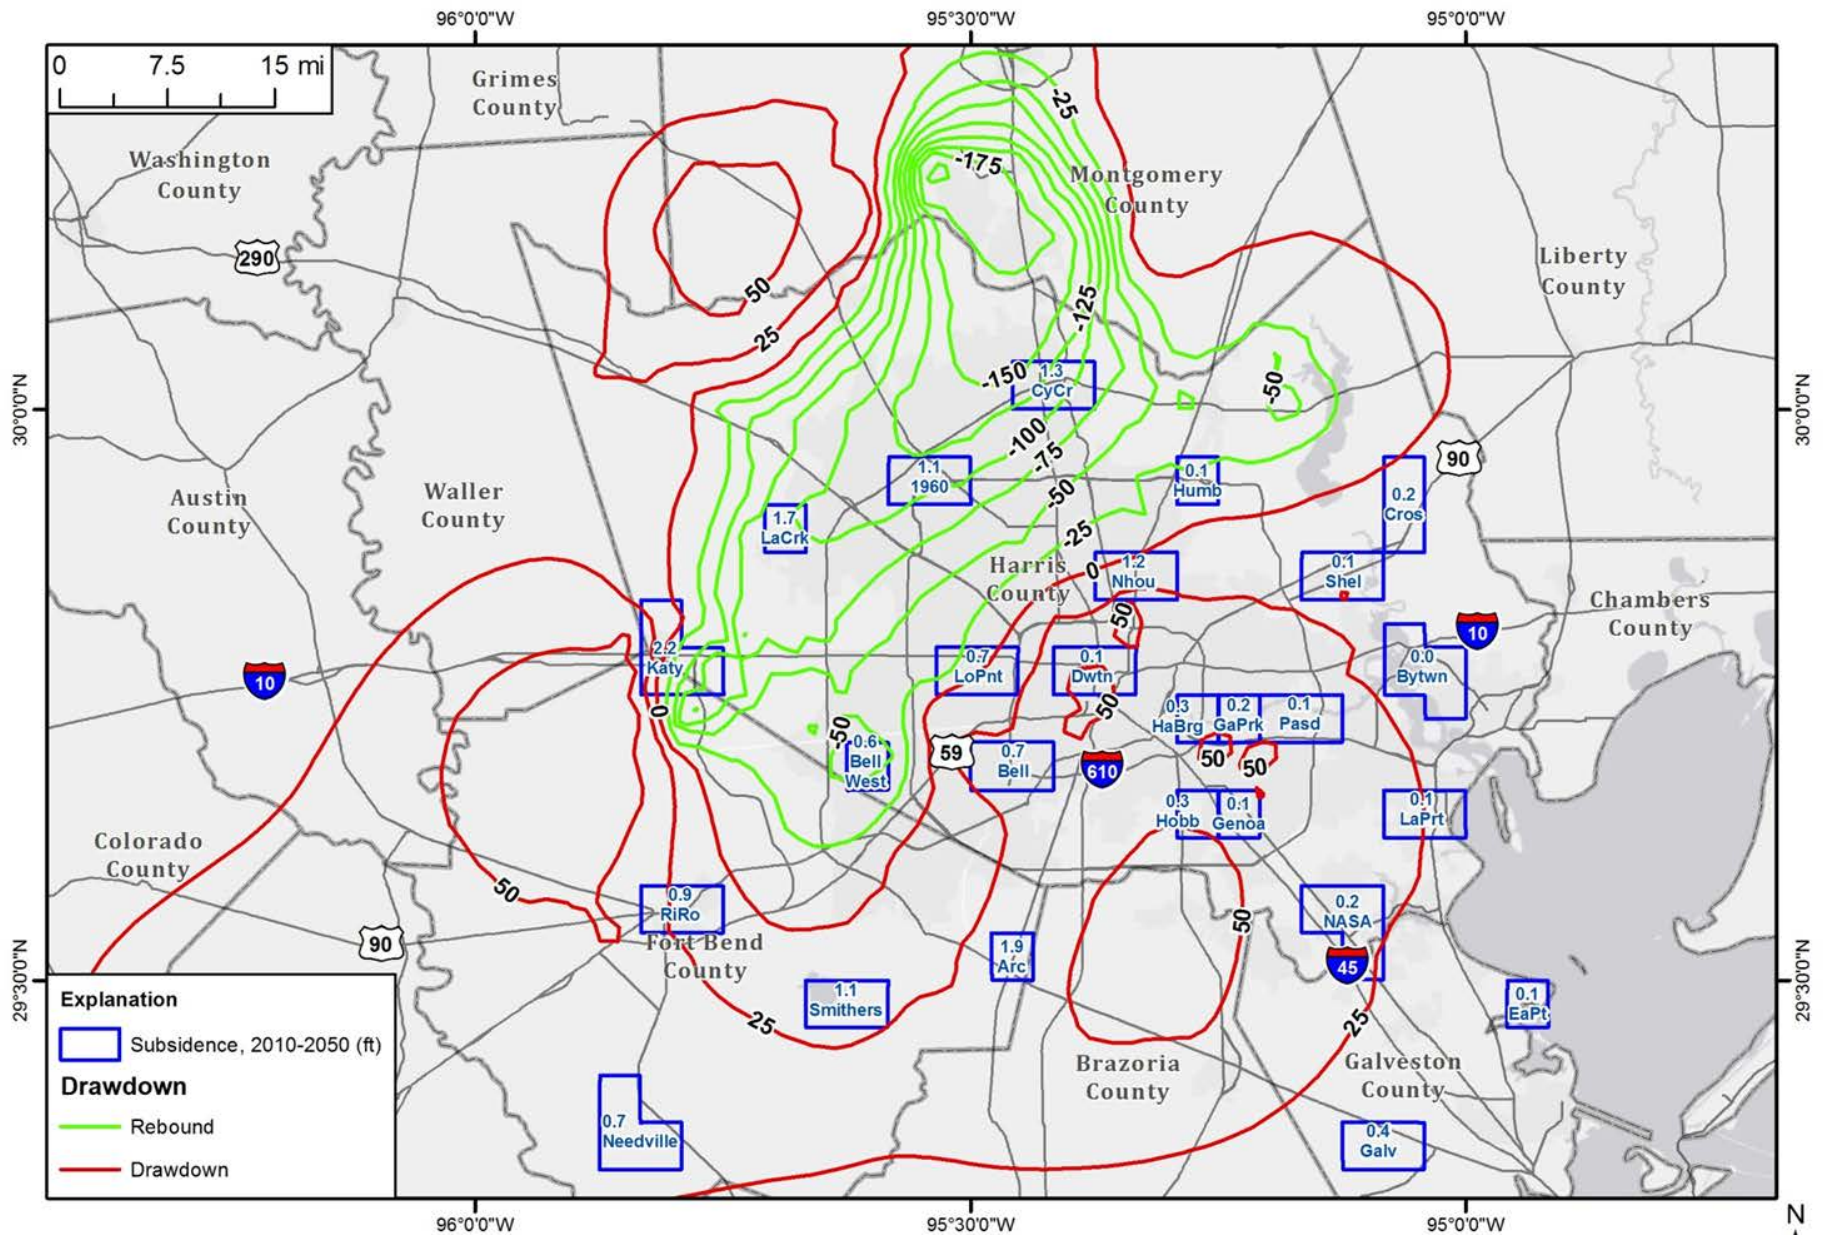 96°0'0"W
95°30'0"W
95°0'0"W
0
7.5
15 mi
Grimes
County
-25
Washington
County
-175
Montgomery
County
290
50
Liberty
County
25
-125
-150
1.3
CyCr
-50
30°0'0"N
30°0'0"N
-100
-75
90
1.1
1960
0.1
Humb
Austin
County
Waller
County
-50
0.2
Cros
1.7
LaCrk
-25
Harris
County
0
1.2
Nhou
0.1
Shel
Chambers
County
50
10
2.2
Katy
0.7
LoPnt
0.1
Dwtn
0.0
Bytwn
10
0
50
0.3
HaBrg
0.2
GaPrk
0.1
Pasd
-50
0.6
Bell
West
59
0.7
Bell
610
50
50
0.3
Hobb
0.1
Genoa
0.1
LaPrt
Colorado
County
50
0.9
RiRo
50
0.2
NASA
90
Fort Bend
County
1.9
Arc
45
29°30'0"N
29°30'0"N
1.1
Smithers
25
25
0.1
EaPt
Explanation
Subsidence, 2010-2050 (ft)
Drawdown
Rebound
Drawdown
Brazoria
County
Galveston
County
0.7
Needville
0.4
Galv
96°0'0"W
95°30'0"W
95°0'0"W
N